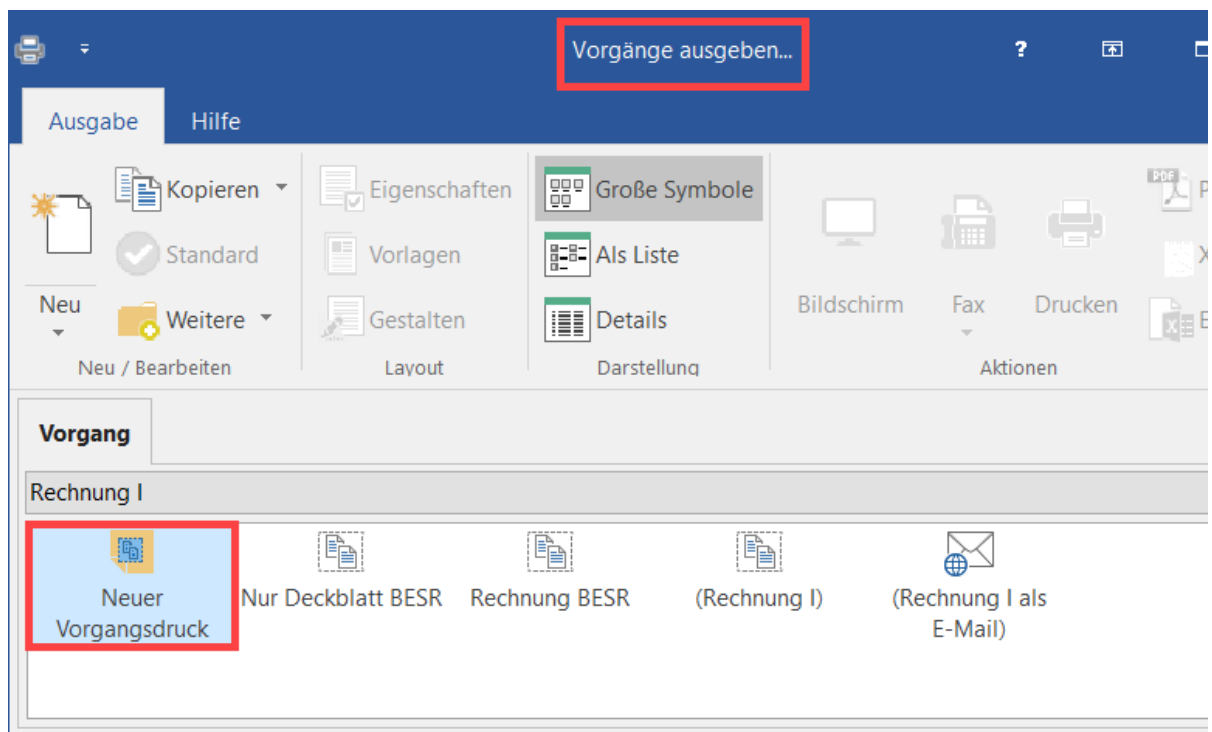 Vorgänge ausgeben...
?
Ausgabe Hilfe
Kopieren Eigenschaften Große Symbole
Standard Vorlagen Als Liste
Neu Weitere Gestalten Details Bildschirm Fax Drucken
Neu / Bearbeiten Layout Darstellung Aktionen
PDF
Vorgang
Rechnung I
Neuer
Vorgangsdruck
Nur Deckblatt BESR
Rechnung BESR
(Rechnung I)
(Rechnung I als
E-Mail)